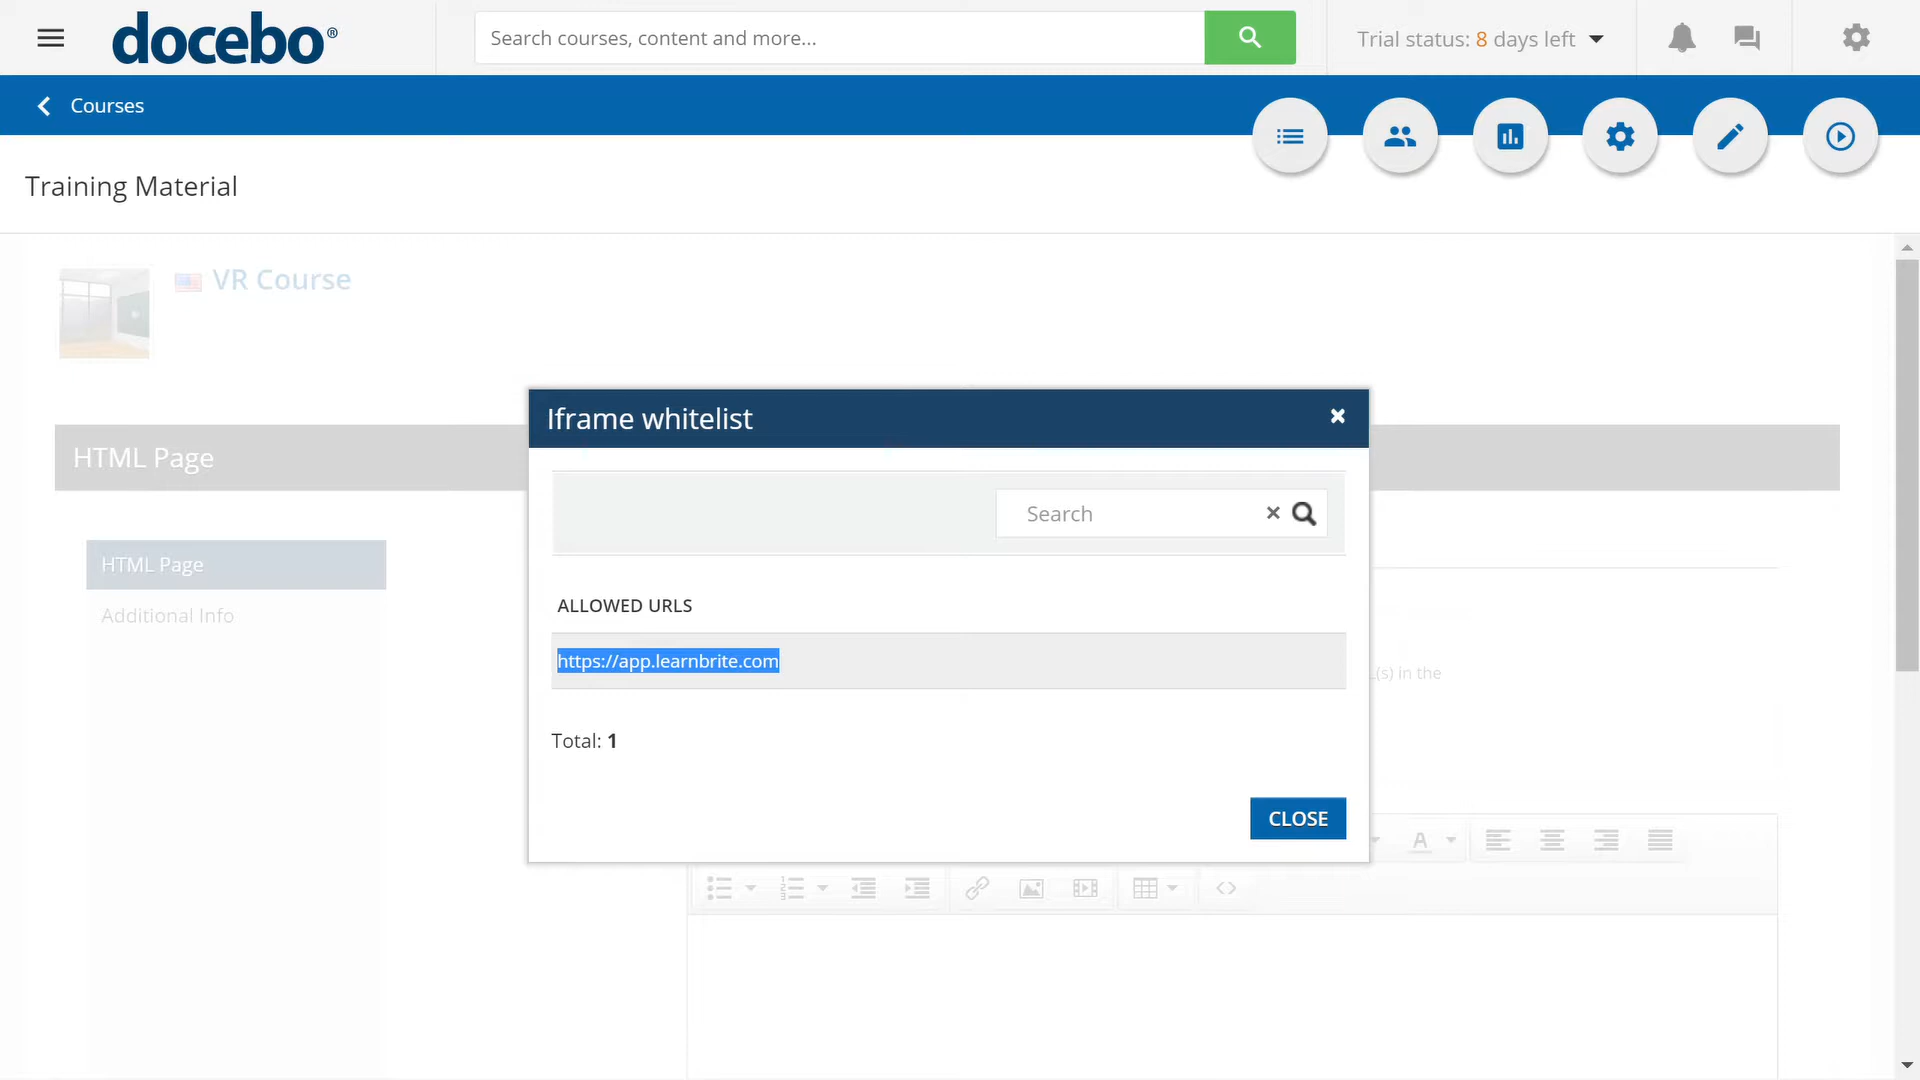 docebo®
Search courses, content and more...
Trial status: 8 days left
Courses
Training Material
VR Course
HTML Page
Iframe whitelist
Search
HTML Page
Additional Info
ALLOWED URLS
https://app.learnbrite.com
(s) in the
Total: 1
CLOSE